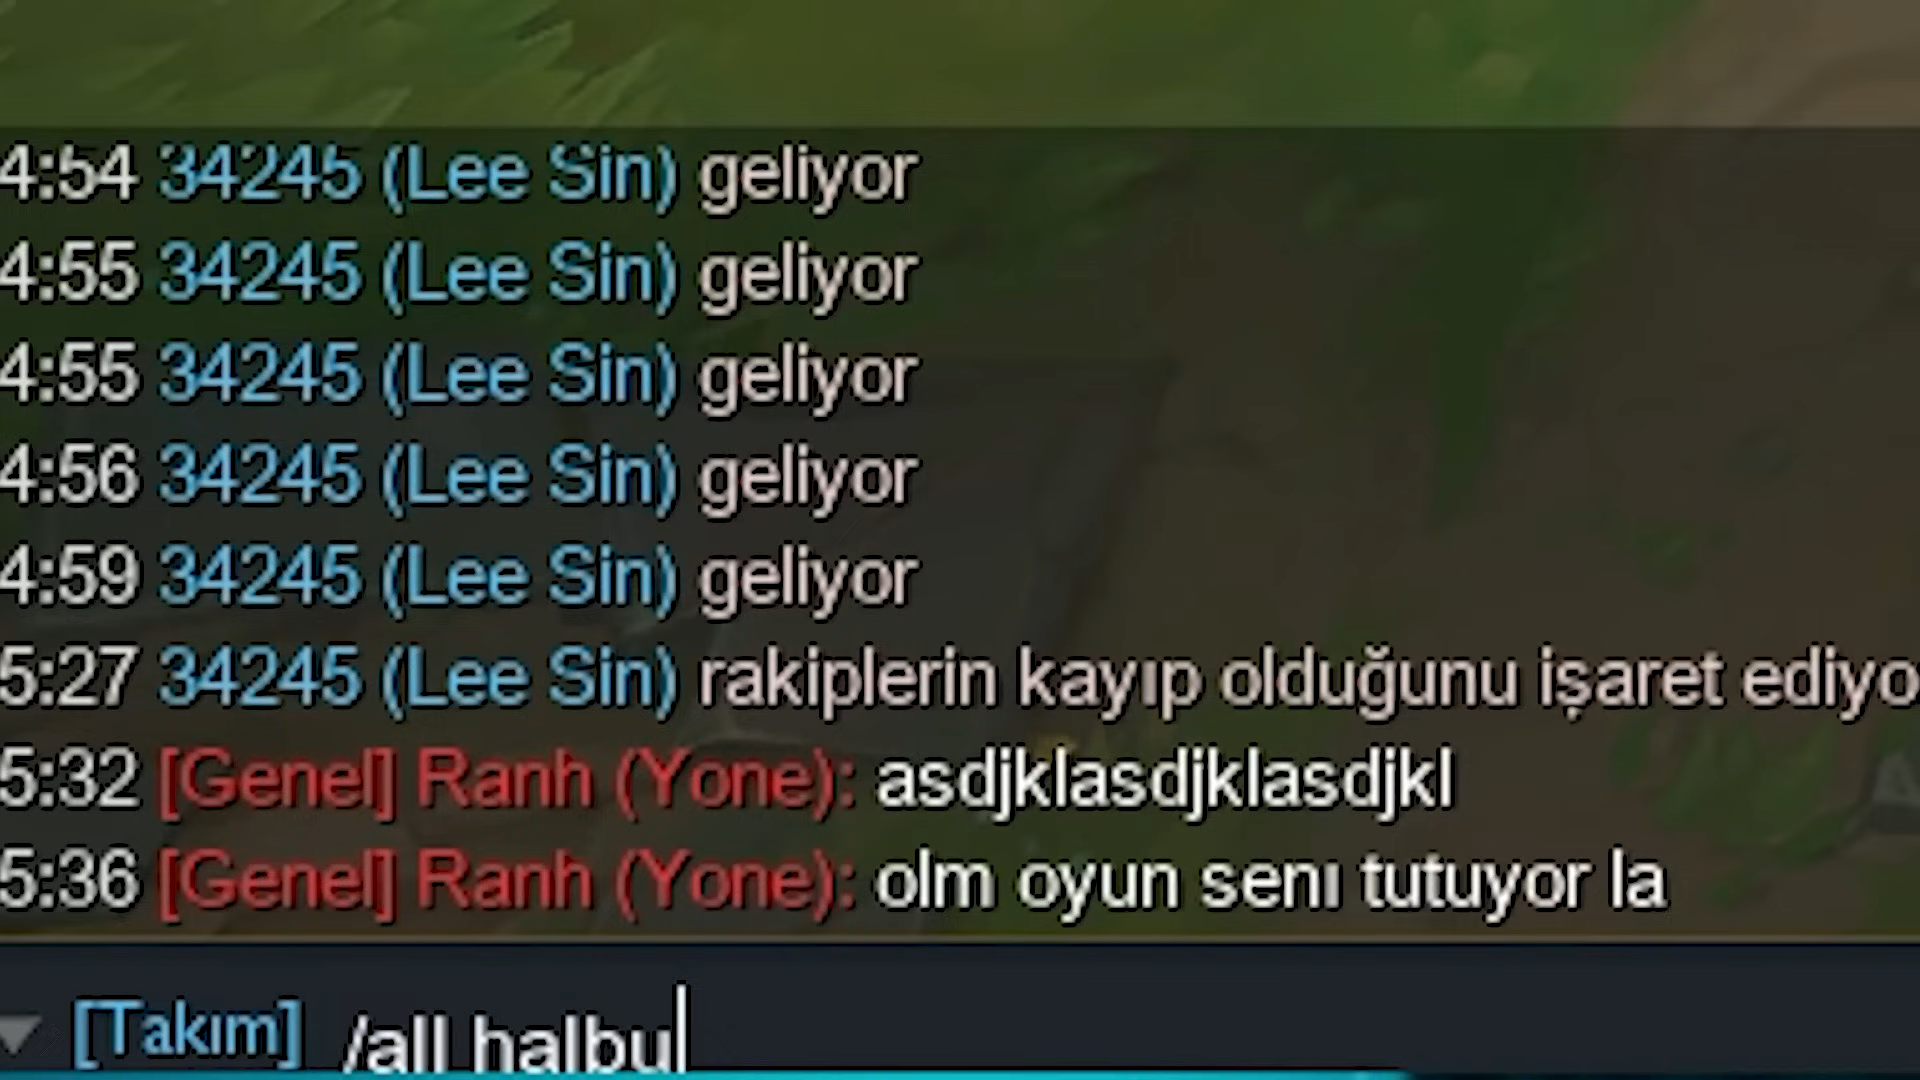 4:54 34245 (Lee Sin) geliyor
4:55 34245 (Lee Sin) geliyor
4:55 34245 (Lee Sin) geliyor
4:56 34245 (Lee Sin) geliyor
4:59 34245 (Lee Sin) geliyor
5:27 34245 (Lee Sin) rakiplerin kayıp olduğunu işaret ediyo
5:32 [Genel] Ranh (Yone): asdjklasdjklasdjkl
5:36 [Genel] Ranh (Yone): olm oyun senı tutuyor la
[Takım] /all halbu